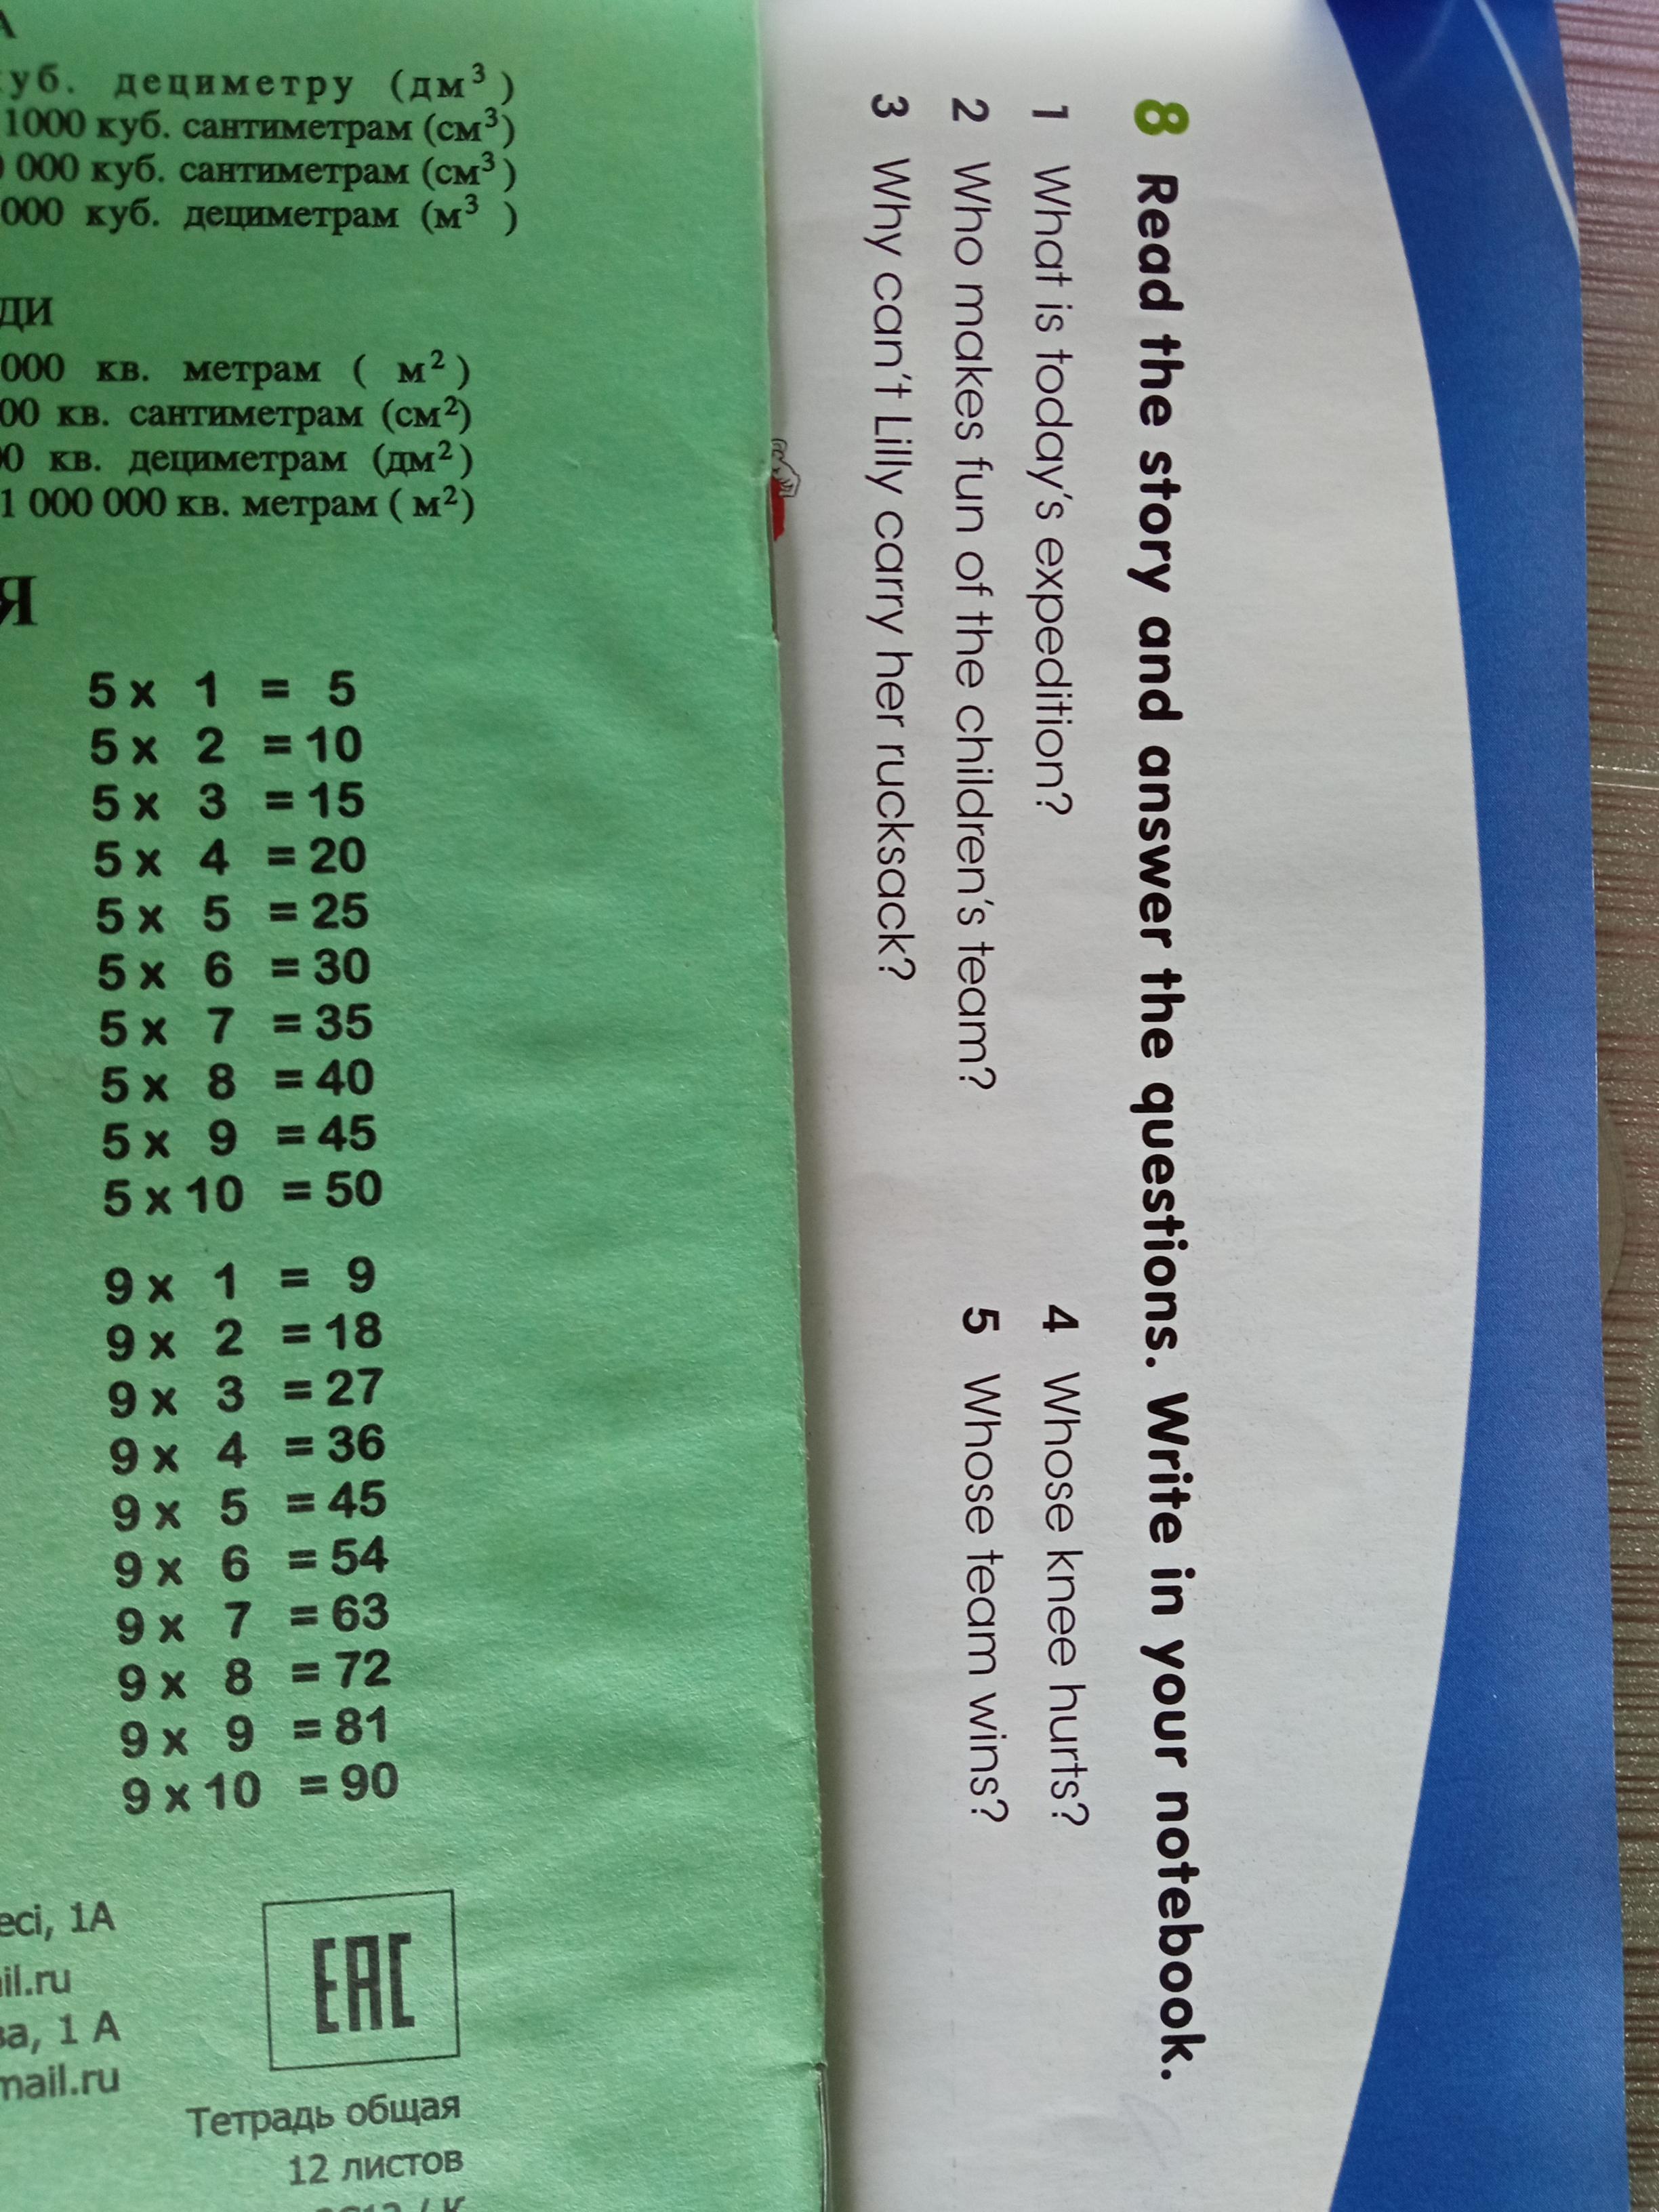 8 Read the story and answer the questions. Write in your notebook.
1 What is today's expedition?
2 Who makes fun of the children's team?
3 Why can't Lilly carry her rucksack?
4 Whose knee hurts?
5 Whose team wins?
дециметру (дм³)
1000 куб. сантиметрам (см³)
000 куб. сантиметрам (см³)
000 куб. дециметрам (м³ )
000 кв. метрам ( м²)
00 кв. сантиметрам (см²)
0 кв. дециметрам (дм²)
1 000 000 кв. метрам ( м²)
5 x 1 = 5
5 x 2 = 10
5 x 3 = 15
5 x 4 = 20
5 x 5 = 25
5 x 6 = 30
5 x 7 = 35
5 x 8 = 40
5 x 9 = 45
5 x 10 = 50
9 x 1 = 9
9 x 2 = 18
9 x 3 = 27
9 x 4 = 36
9 x 5 = 45
9 x 6 = 54
9 x 7 = 63
9 x 8 = 72
9 x 9 = 81
9 x 10 = 90
eci, 1A
il.ru
ва, 1 А
mail.ru
EAC
Тетрадь общая
12 листов